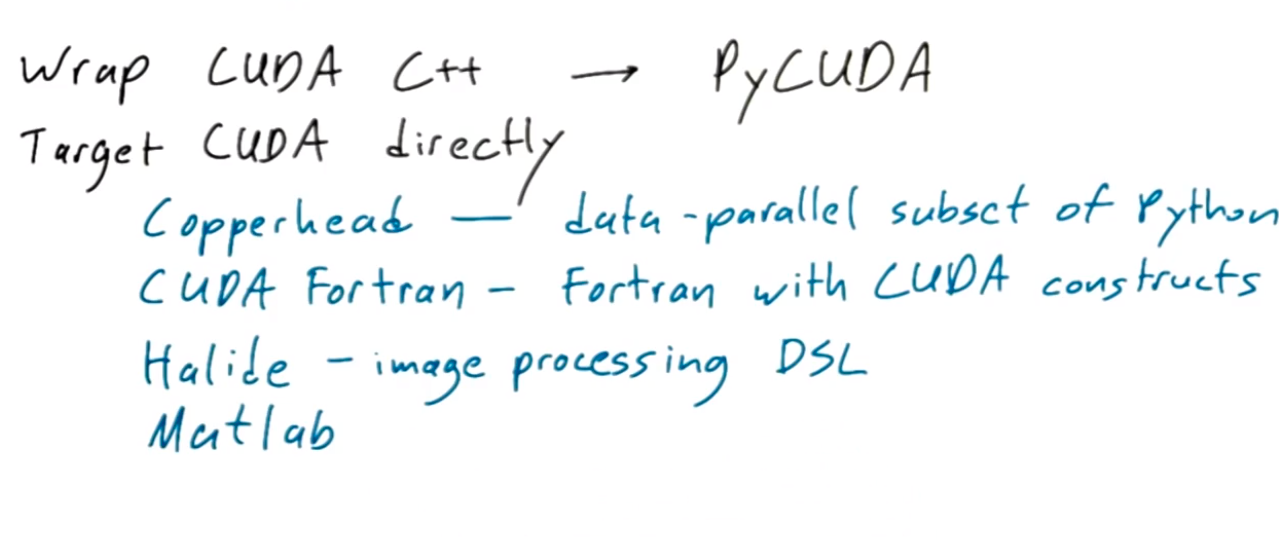 Wrap CUDA C++ → PyCUDA
Target CUDA directly
Copperhead — data-parallel subset of Python
CUDA Fortran - Fortran with CUDA constructs
Halide - image processing DSL
Matlab